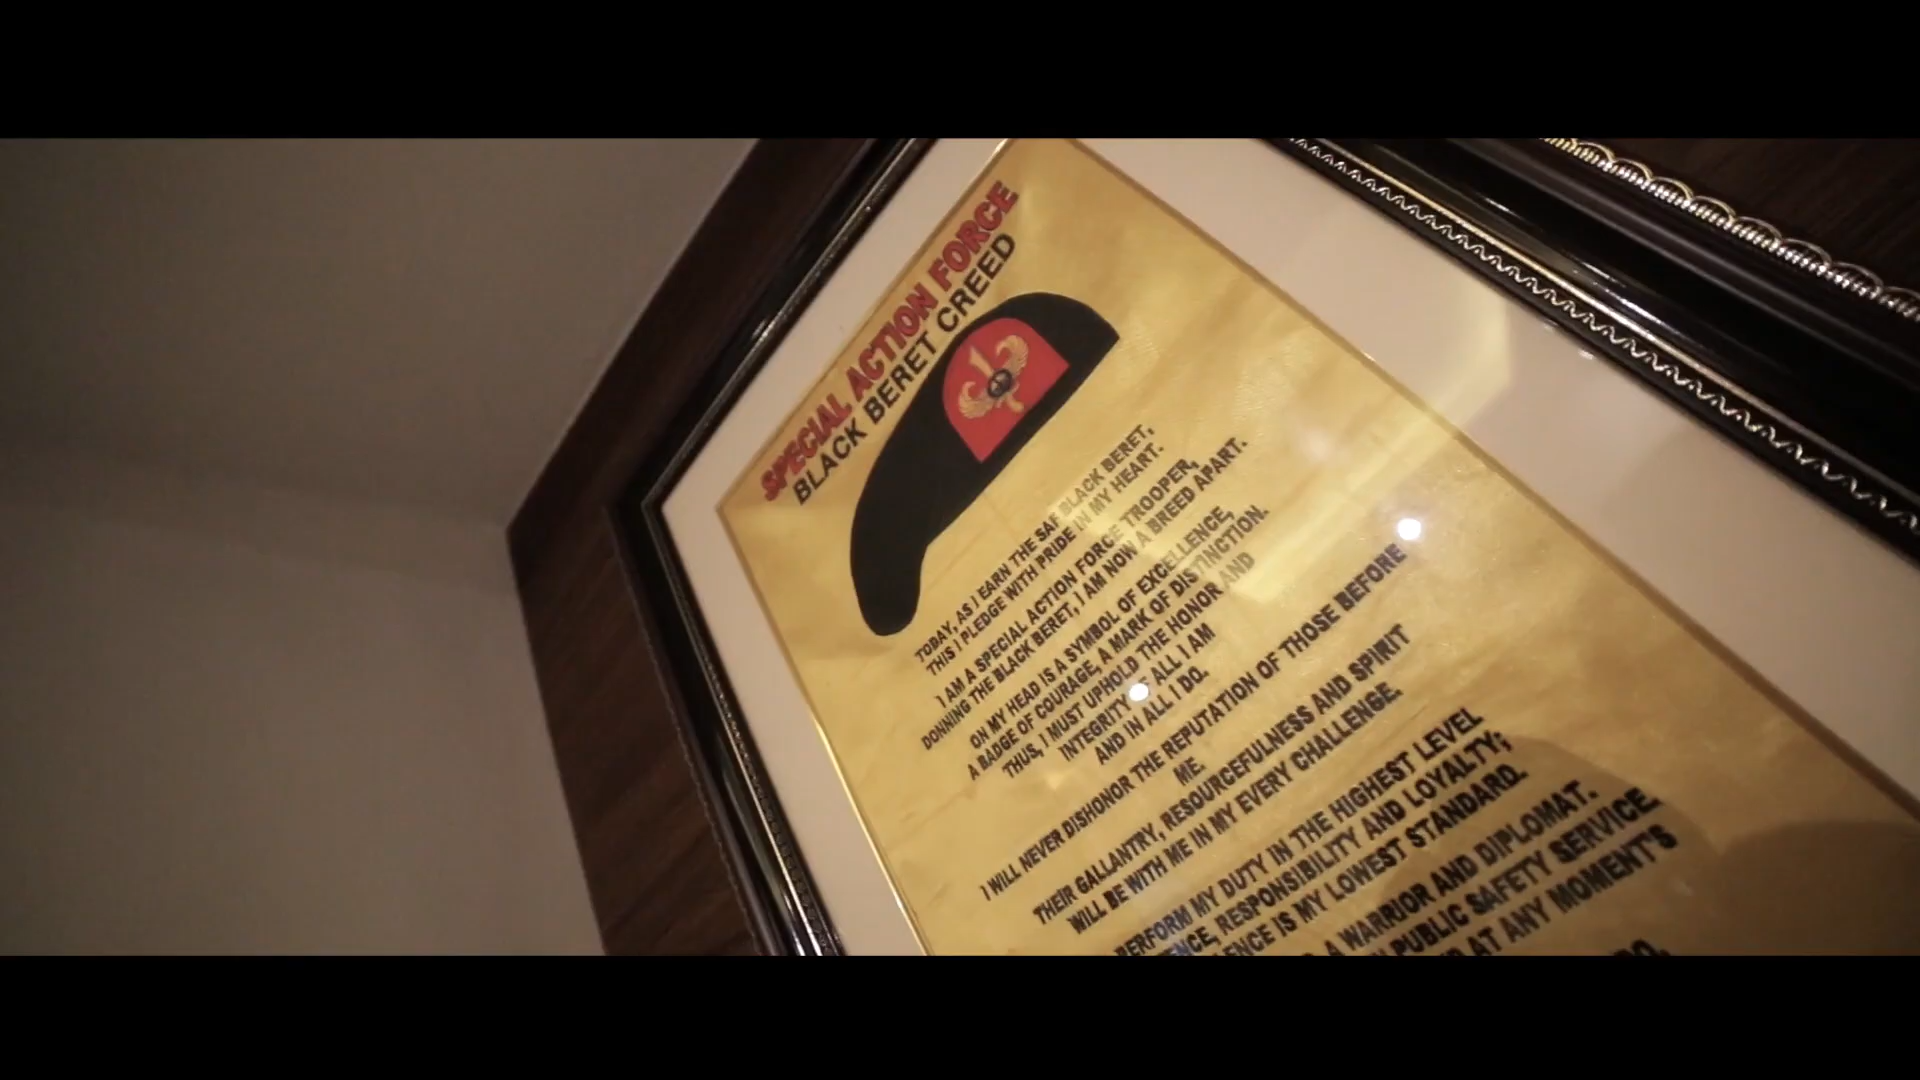 SPECIAL ACTION FORCE
BLACK BERET CREED
TODAY, AS I EARN THE SAF BLACK BERET,
THIS I PLEDGE WITH PRIDE IN MY HEART.
I AM A SPECIAL ACTION FORCE TROOPER,
DONNING THE BLACK BERET, I AM NOW A BREED APART.
ON MY HEAD IS A SYMBOL OF EXCELLENCE,
A BADGE OF COURAGE, A MARK OF DISTINCTION.
THUS, I MUST UPHOLD THE HONOR AND
INTEGRITY ALL I AM
AND IN ALL I DO.
I WILL NEVER DISHONOR THE REPUTATION OF THOSE BEFORE
ME.
THEIR GALLANTRY, RESOURCEFULNESS AND SPIRIT
WILL BE WITH ME IN MY EVERY CHALLENGE.
PERFORM MY DUTY IN THE HIGHEST LEVEL
RESPONSIBILITY AND LOYALTY;
IS MY LOWEST STANDARD.
A WARRIOR AND DIPLOMAT.
PUBLIC SAFETY SERVICE.
AT ANY MOMENT'S